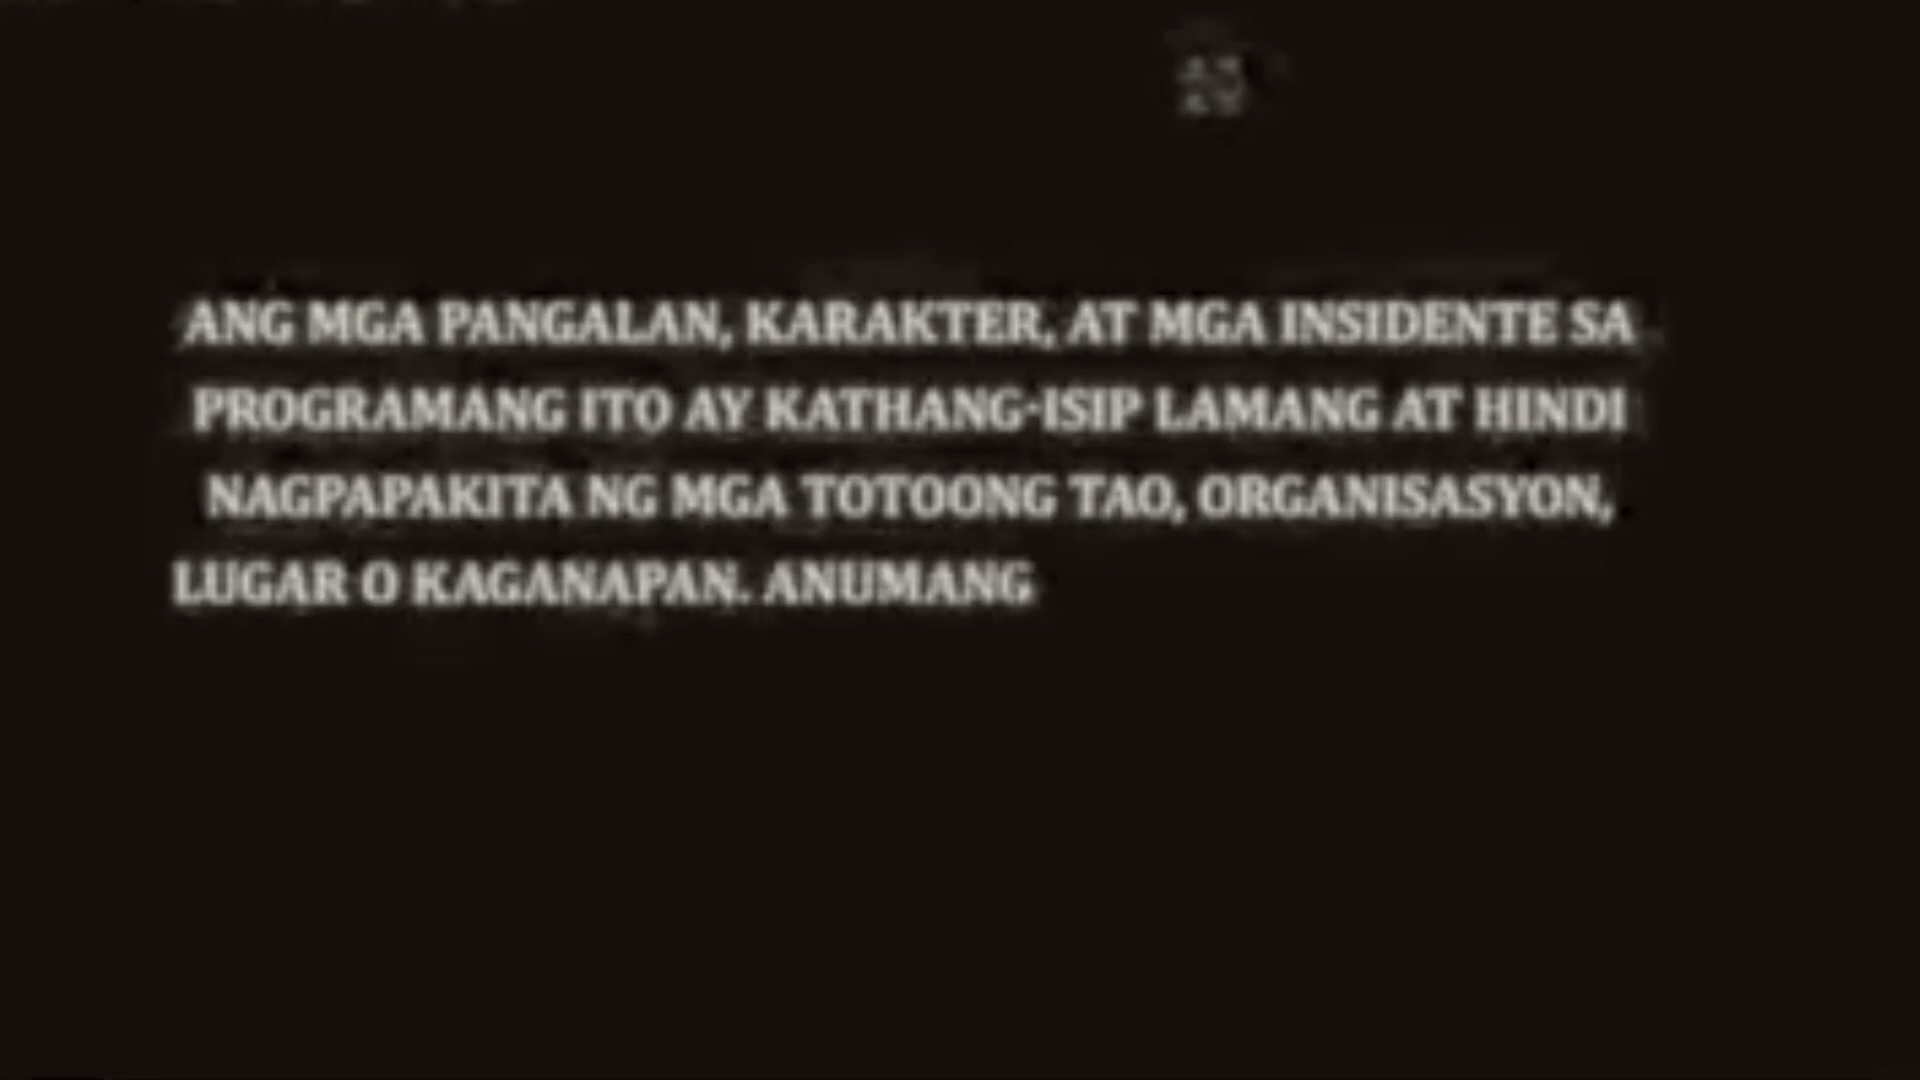 ANG MGA PANGALAN, KARAKTER, AT MGA INSIDENTE SA
PROGRAMANG ITO AY KATHANG-ISIP LAMANG AT HINDI
NAGPAPAKITA NG MGA TOTOONG TAO, ORGANISASYON,
LUGAR O KAGANAPAN. ANUMANG